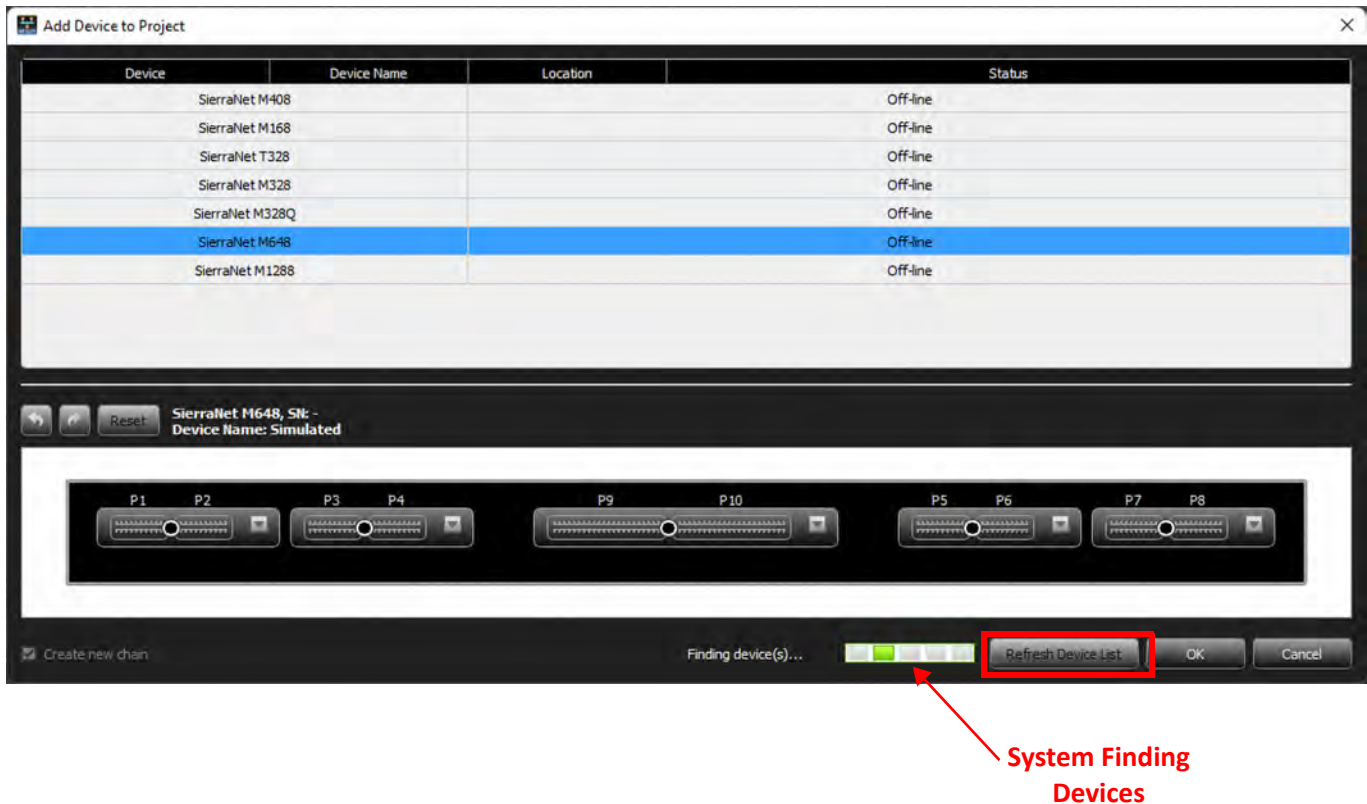 Add Device to Project
Device Device Name Location Status
SierraNet M408 Off-line
SierraNet M168 Off-line
SierraNet T328 Off-line
SierraNet M328 Off-line
SierraNet M328Q Off-line
SierraNet M648 Off-line
SierraNet M1288 Off-line
Reset
SierraNet M648, SN: -
Device Name: Simulated
P1 P2 P3 P4 P9 P10 P5 P6 P7 P8
Create new chain Finding device(s)... Refresh Device List OK Cancel
System Finding
Devices